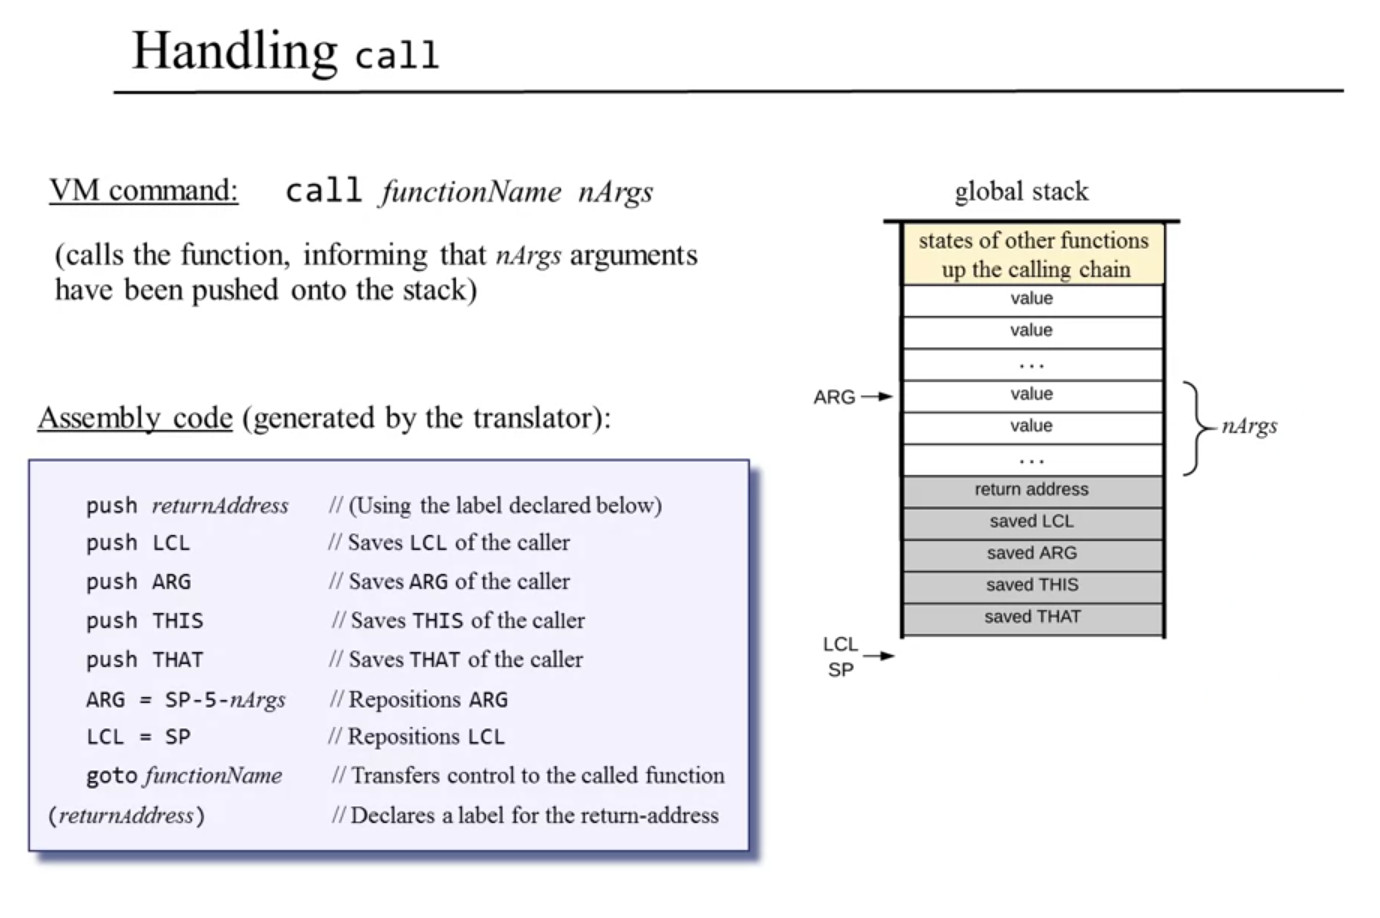 Handling call
VM command: call functionName nArgs
(calls the function, informing that nArgs arguments
have been pushed onto the stack)
Assembly code (generated by the translator):
push returnAddress // (Using the label declared below)
push LCL // Saves LCL of the caller
push ARG // Saves ARG of the caller
push THIS // Saves THIS of the caller
push THAT // Saves THAT of the caller
ARG = SP-5-nArgs // Repositions ARG
LCL = SP // Repositions LCL
goto functionName // Transfers control to the called function
(returnAddress) // Declares a label for the return-address
global stack
states of other functions
up the calling chain
value
value
...
ARG value
value
nArgs
...
return address
saved LCL
saved ARG
saved THIS
saved THAT
LCL
SP